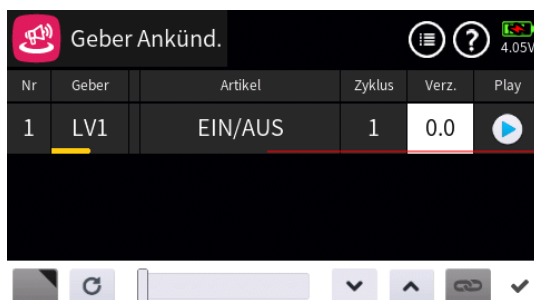 Geber Ankünd.
?
4.05V
Nr Geber Artikel Zyklus Verz. Play
1 LV1 EIN/AUS 1 0.0